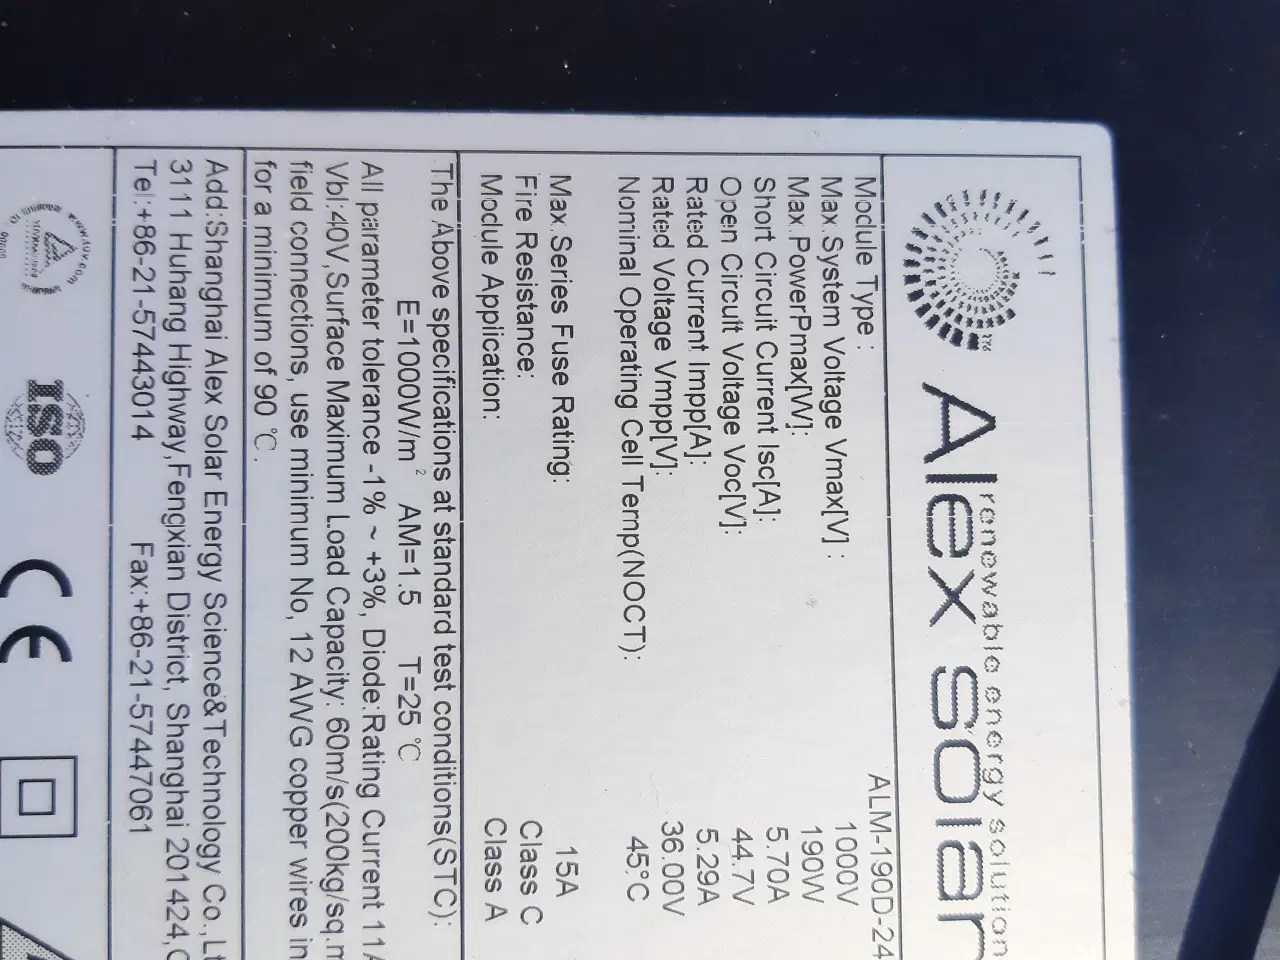 Alex solar
renewable energy solution
Module Type : ALM-190D-24
Max.System Voltage Vmax[V] : 1000V
Max.PowerPmax[W]: 190W
Short Circuit Current Isc[A]: 5.70A
Open Circuit Voltage Voc[V]: 44.7V
Rated Current Impp[A]: 5.29A
Rated Voltage Vmpp[V]: 36.00V
Nominal Operating Cell Temp(NOCT): 45°C
Max.Series Fuse Rating: 15A
Fire Resistance: Class C
Module Application: Class A
The Above specifications at standard test conditions(STC):
E=1000W/m² AM=1.5 T=25℃
All parameter tolerance -1% ~ +3%, Diode:Rating Current 11A
Vbl:40V,Surface Maximum Load Capacity: 60m/s(200kg/sq.m
field connections, use minimum No, 12 AWG copper wires in
for a minimum of 90 ℃.
Add:Shanghai Alex Solar Energy Science&Technology Co.,Lt
3111 Huhang Highway,Fengxian District, Shanghai 201424,C
Tel:+86-21-57443014 Fax:+86-21-57447061
ISO
CE